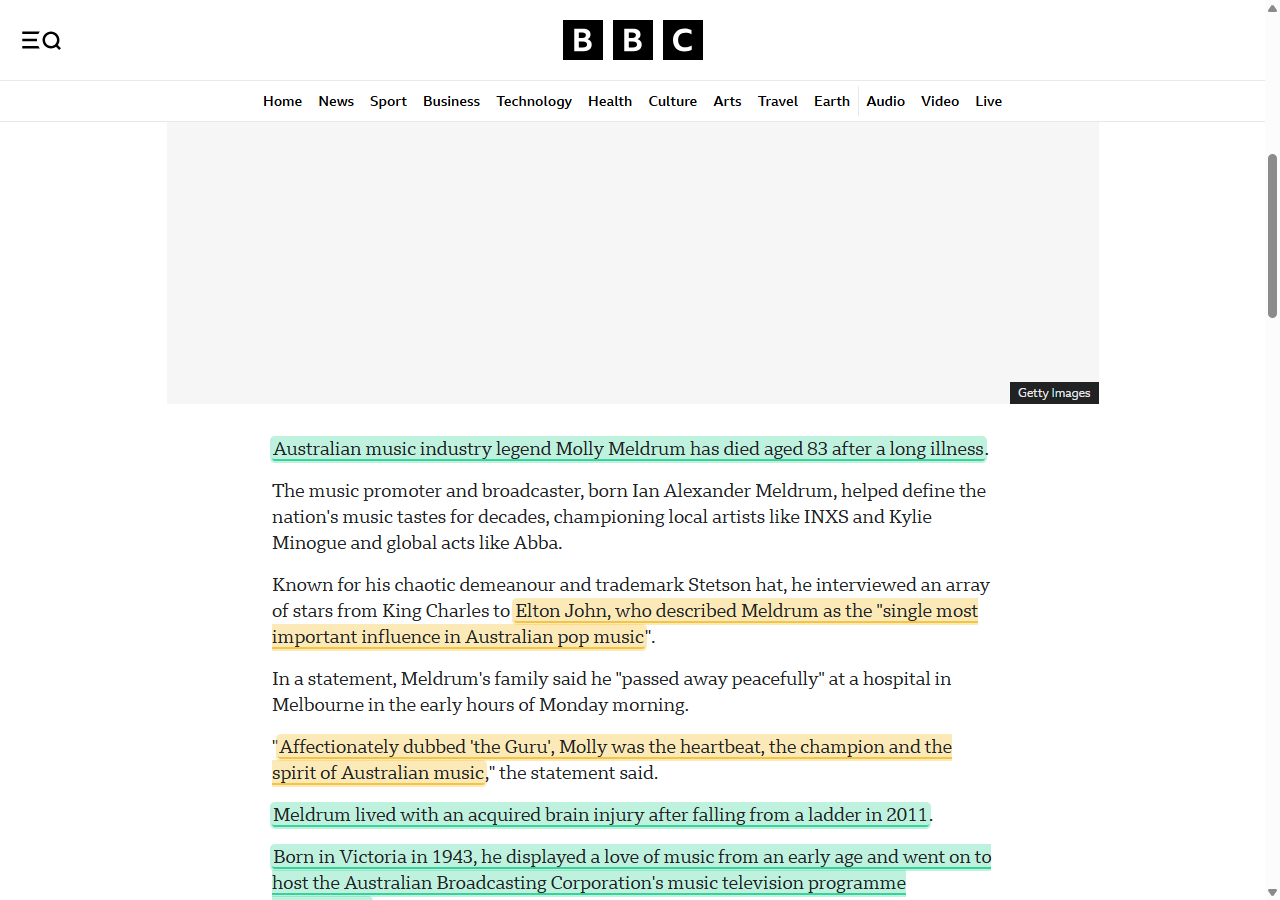 BBC
Home News Sport Business Technology Health Culture Arts Travel Earth Audio Video Live
Getty Images
Australian music industry legend Molly Meldrum has died aged 83 after a long illness.
The music promoter and broadcaster, born Ian Alexander Meldrum, helped define the
nation's music tastes for decades, championing local artists like INXS and Kylie
Minogue and global acts like Abba.
Known for his chaotic demeanour and trademark Stetson hat, he interviewed an array
of stars from King Charles to Elton John, who described Meldrum as the "single most
important influence in Australian pop music".
In a statement, Meldrum's family said he "passed away peacefully" at a hospital in
Melbourne in the early hours of Monday morning.
"Affectionately dubbed 'the Guru', Molly was the heartbeat, the champion and the
spirit of Australian music," the statement said.
Meldrum lived with an acquired brain injury after falling from a ladder in 2011.
Born in Victoria in 1943, he displayed a love of music from an early age and went on to
host the Australian Broadcasting Corporation's music television programme